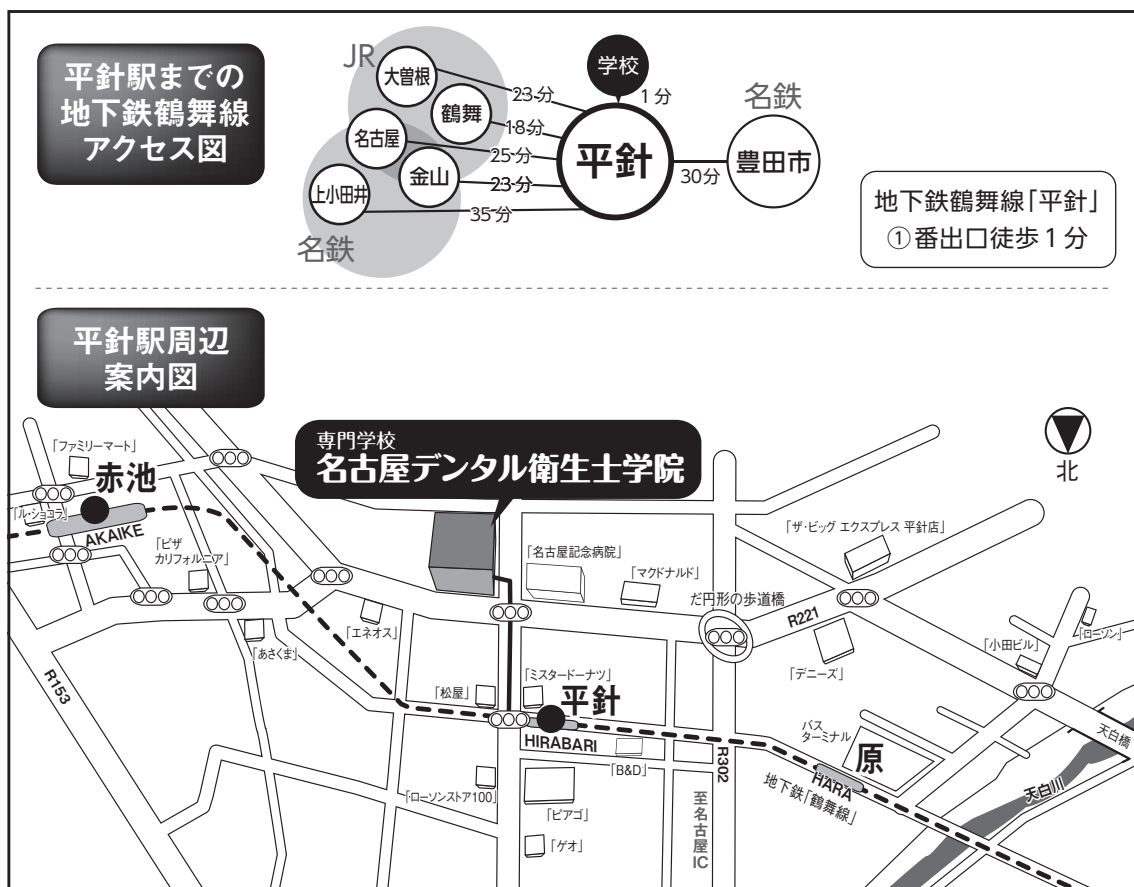 平針駅までの
地下鉄鶴舞線
アクセス図
JR
大曽根
鶴舞
名古屋
金山
上小田井
名鉄
23分
18分
25分
23分
35分
学校
1分
平針
30分
名鉄
豊田市
地下鉄鶴舞線「平針」
①番出口徒歩1分
平針駅周辺
案内図
専門学校
名古屋デンタル衛生士学院
北
「ファミリーマート」
赤池
「ル・ショコラ」
AKAIKE
「ピザ
カリフォルニア」
「あさくま」
「エネオス」
R153
「名古屋記念病院」
「マクドナルド」
だ円形の歩道橋
「ザ・ビッグ エクスプレス 平針店」
R221
「デニーズ」
「小田ビル」
「ローソン」
「松屋」
「ミスタードーナツ」
平針
HIRABARI
「B&D」
R302
バス
ターミナル
原
HARA
地下鉄「鶴舞線」
天白橋
天白川
「ローソンストア100」
「ピアゴ」
「ゲオ」
至名古屋IC